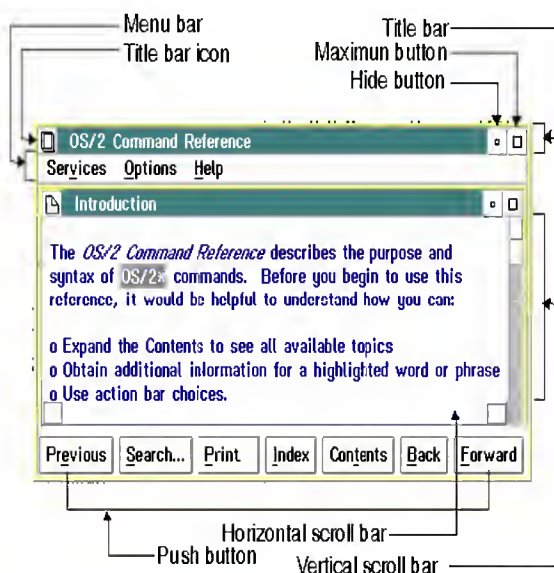 Menu bar
Title bar
Title bar icon
Maximun button
Hide button
OS/2 Command Reference
Services Options Help
Introduction
The OS/2 Command Reference describes the purpose and
syntax of OS/2* commands. Before you begin to use this
reference, it would be helpful to understand how you can:
o Expand the Contents to see all available topics
o Obtain additional information for a highlighted word or phrase
o Use action bar choices.
Previous Search... Print Index Contents Back Forward
Horizontal scroll bar
Push button
Vertical scroll bar